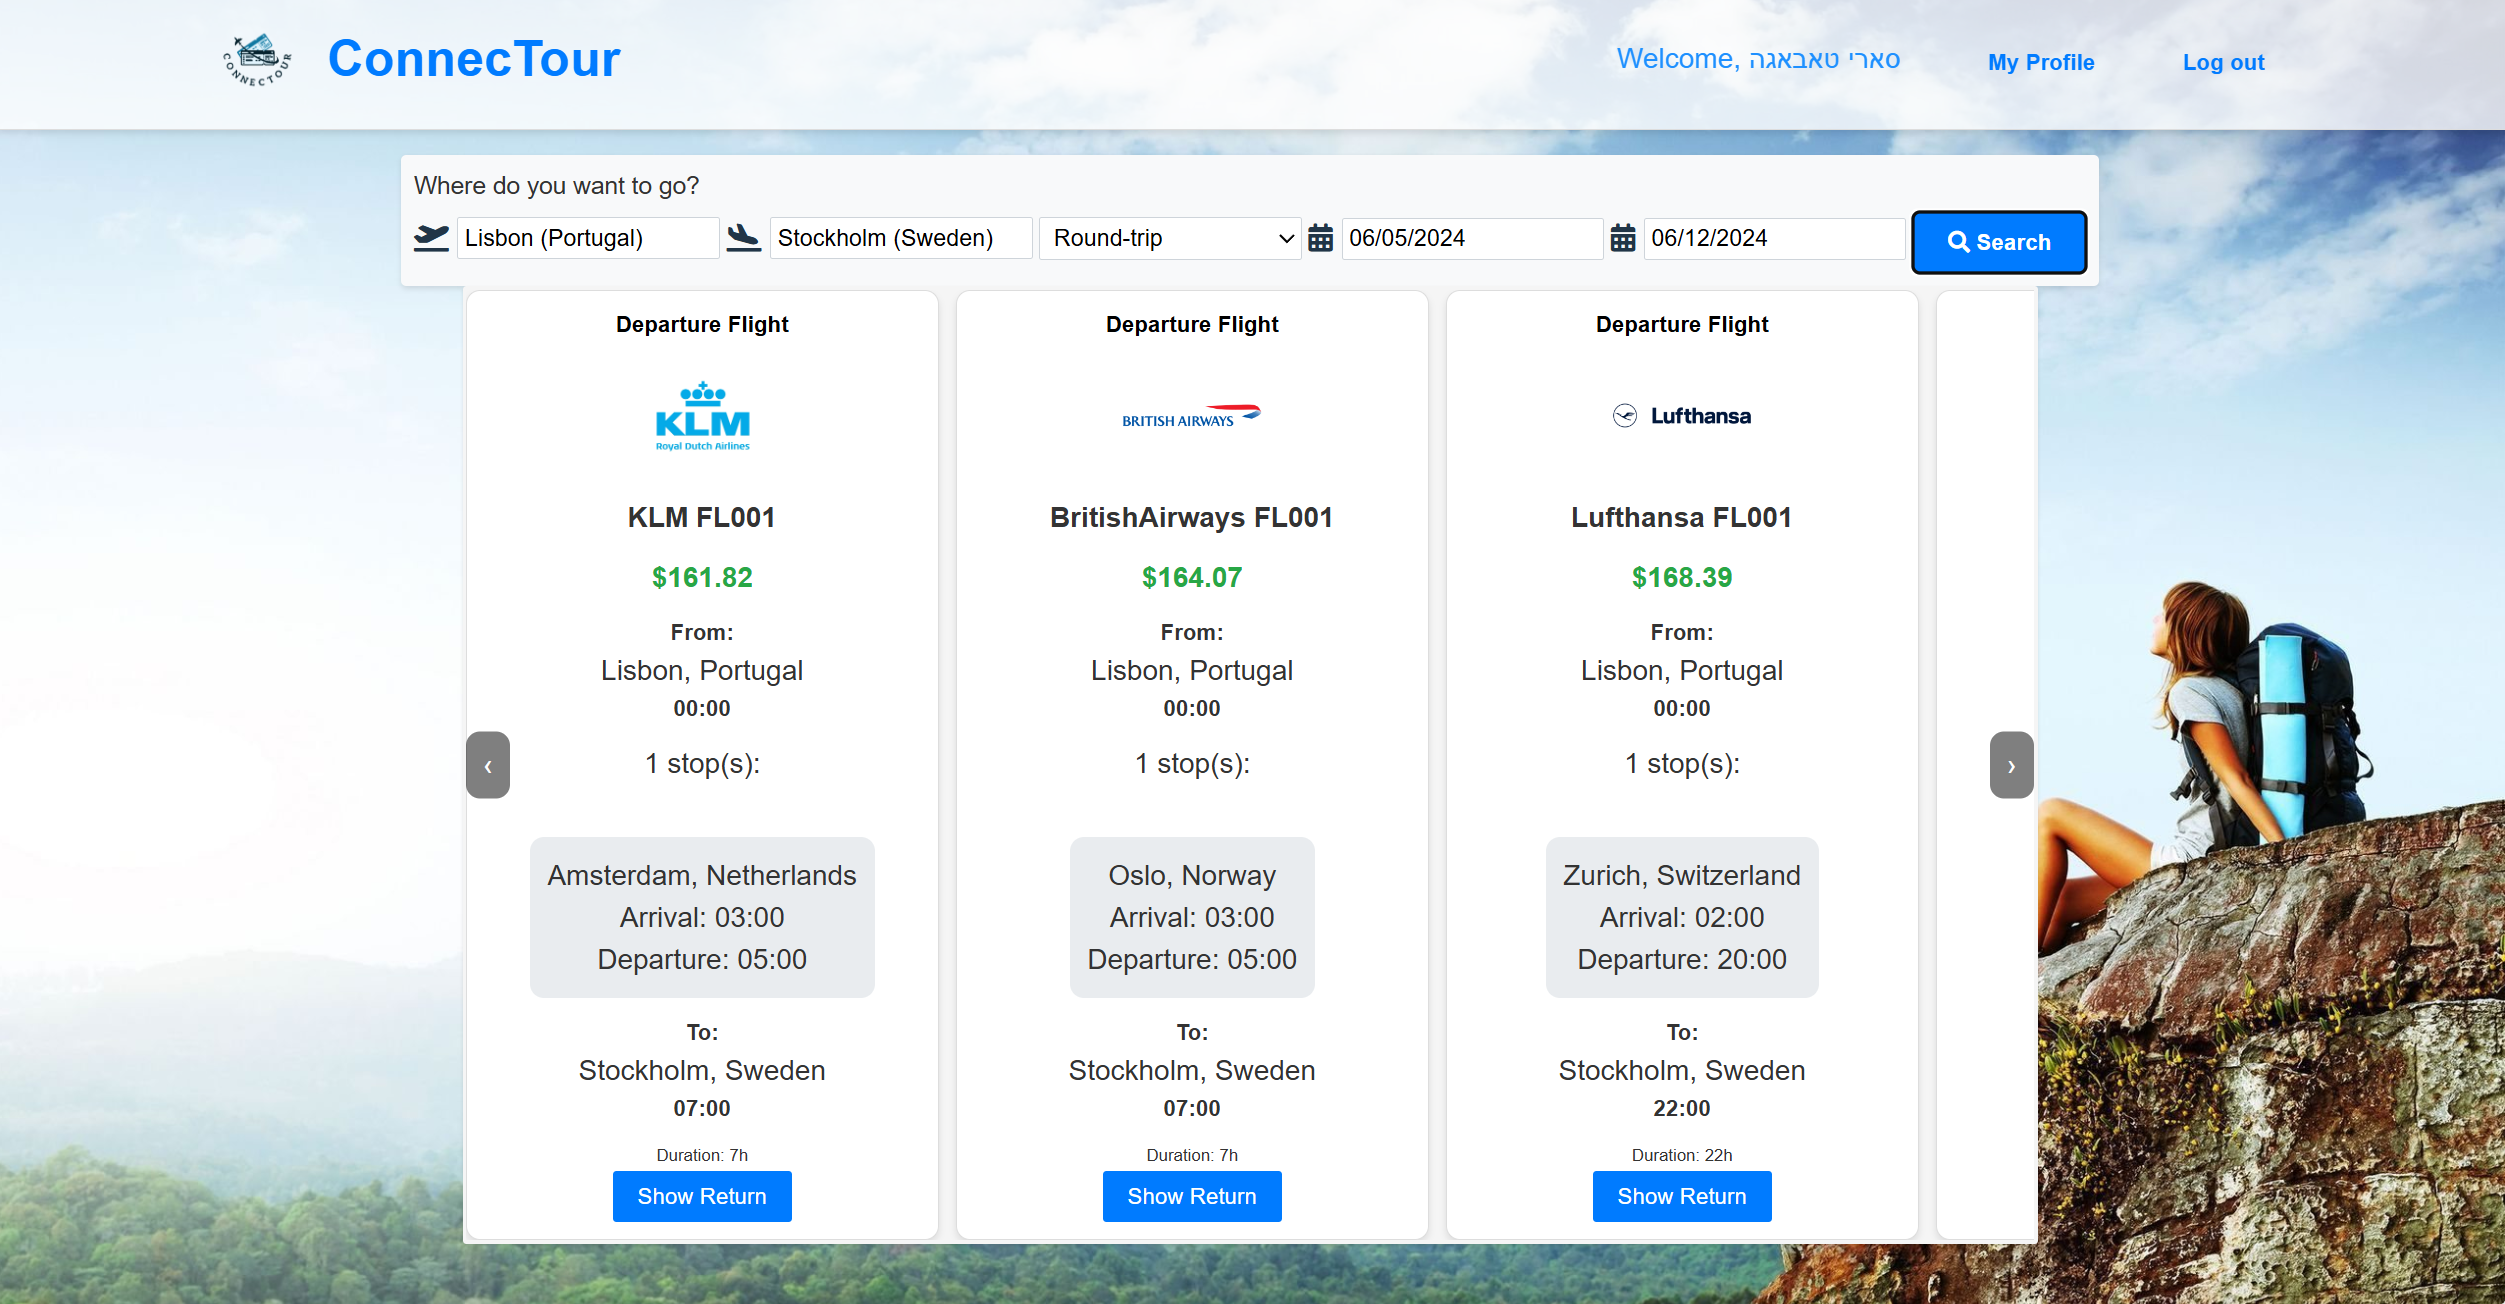 CONNECTOUR
ConnecTour
Welcome, סארי טאבאגה
My Profile
Log out
Where do you want to go?
Lisbon (Portugal)
Stockholm (Sweden)
Round-trip
06/05/2024
06/12/2024
Search
Departure Flight
KLM
Royal Dutch Airlines
KLM FL001
$161.82
From:
Lisbon, Portugal
00:00
1 stop(s):
Amsterdam, Netherlands
Arrival: 03:00
Departure: 05:00
To:
Stockholm, Sweden
07:00
Duration: 7h
Show Return
Departure Flight
BRITISH AIRWAYS
BritishAirways FL001
$164.07
From:
Lisbon, Portugal
00:00
1 stop(s):
Oslo, Norway
Arrival: 03:00
Departure: 05:00
To:
Stockholm, Sweden
07:00
Duration: 7h
Show Return
Departure Flight
Lufthansa
Lufthansa FL001
$168.39
From:
Lisbon, Portugal
00:00
1 stop(s):
Zurich, Switzerland
Arrival: 02:00
Departure: 20:00
To:
Stockholm, Sweden
22:00
Duration: 22h
Show Return